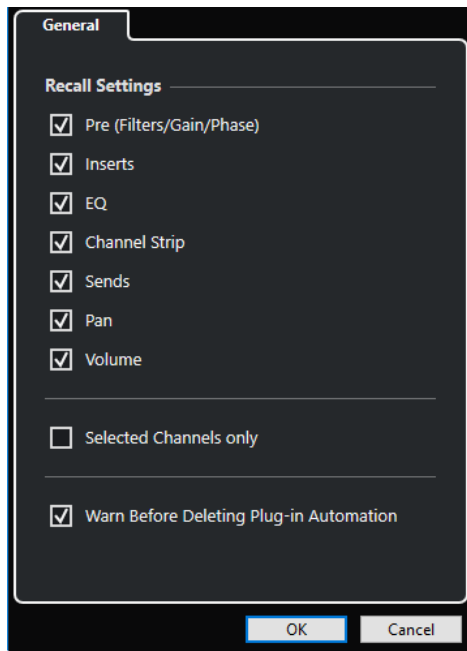 General
Recall Settings
Pre (Filters/Gain/Phase)
Inserts
EQ
Channel Strip
Sends
Pan
Volume
Selected Channels only
Warn Before Deleting Plug-in Automation
OK Cancel